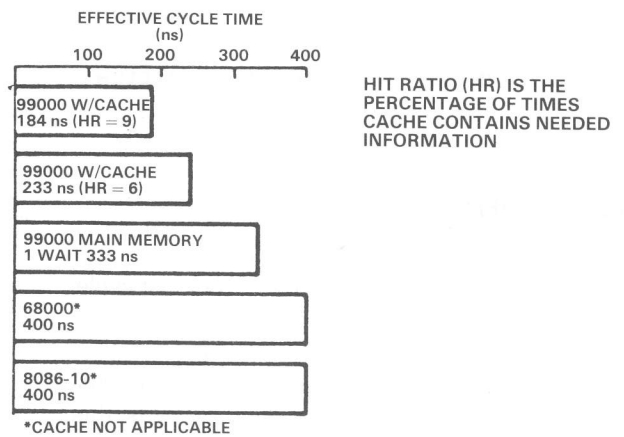 EFFECTIVE CYCLE TIME
(ns)
100 200 300 400
99000 W/CACHE
184 ns (HR = 9)
99000 W/CACHE
233 ns (HR = 6)
99000 MAIN MEMORY
1 WAIT 333 ns
68000*
400 ns
8086-10*
400 ns
*CACHE NOT APPLICABLE
HIT RATIO (HR) IS THE
PERCENTAGE OF TIMES
CACHE CONTAINS NEEDED
INFORMATION